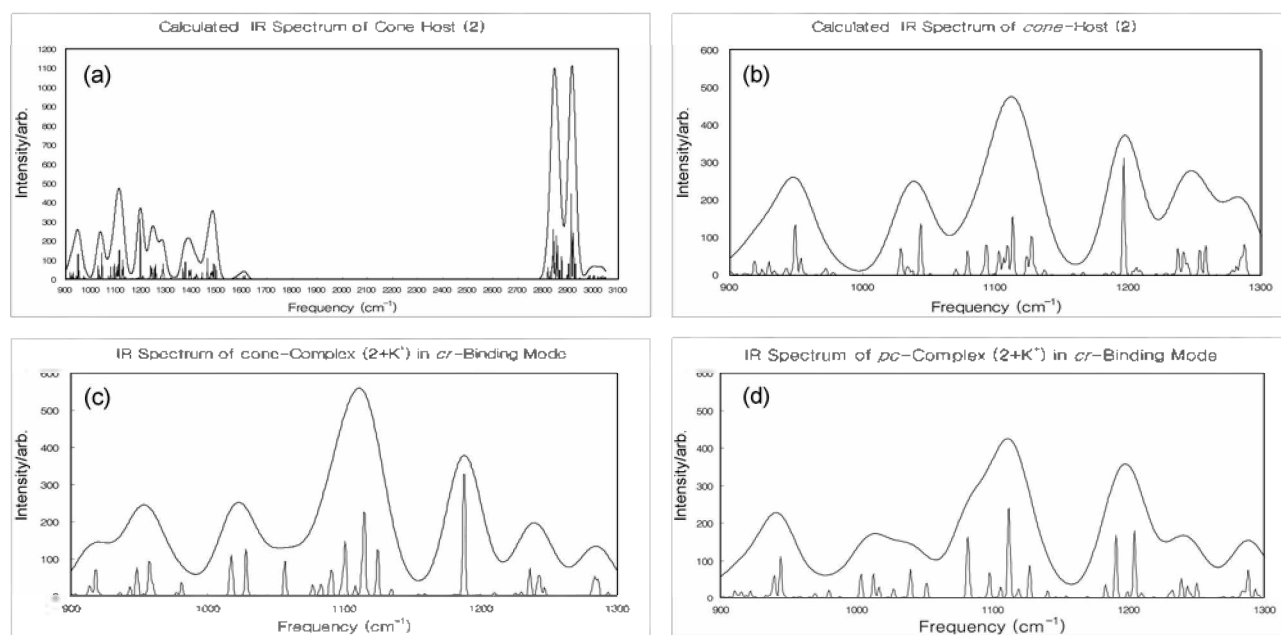 Calculated IR Spectrum of Cone Host (2)
(a)
Intensity/arb.
1200
1100
1000
900
800
700
600
500
400
300
200
100
0
900 1000 1100 1200 1300 1400 1500 1600 1700 1800 1900 2000 2100 2200 2300 2400 2500 2600 2700 2800 2900 3000 3100
Frequency (cm⁻¹)
Calculated IR Spectrum of cone-Host (2)
(b)
Intensity/arb.
600
500
400
300
200
100
0
900 1000 1100 1200 1300
Frequency (cm⁻¹)
IR Spectrum of cone-Complex (2+K⁺) in cr-Binding Mode
(c)
Intensity/arb.
600
500
400
300
200
100
900 1000 1100 1200 1300
Frequency (cm⁻¹)
IR Spectrum of pc-Complex (2+K⁺) in cr-Binding Mode
(d)
Intensity/arb.
600
500
400
300
200
100
0
900 1000 1100 1200 1300
Frequency (cm⁻¹)